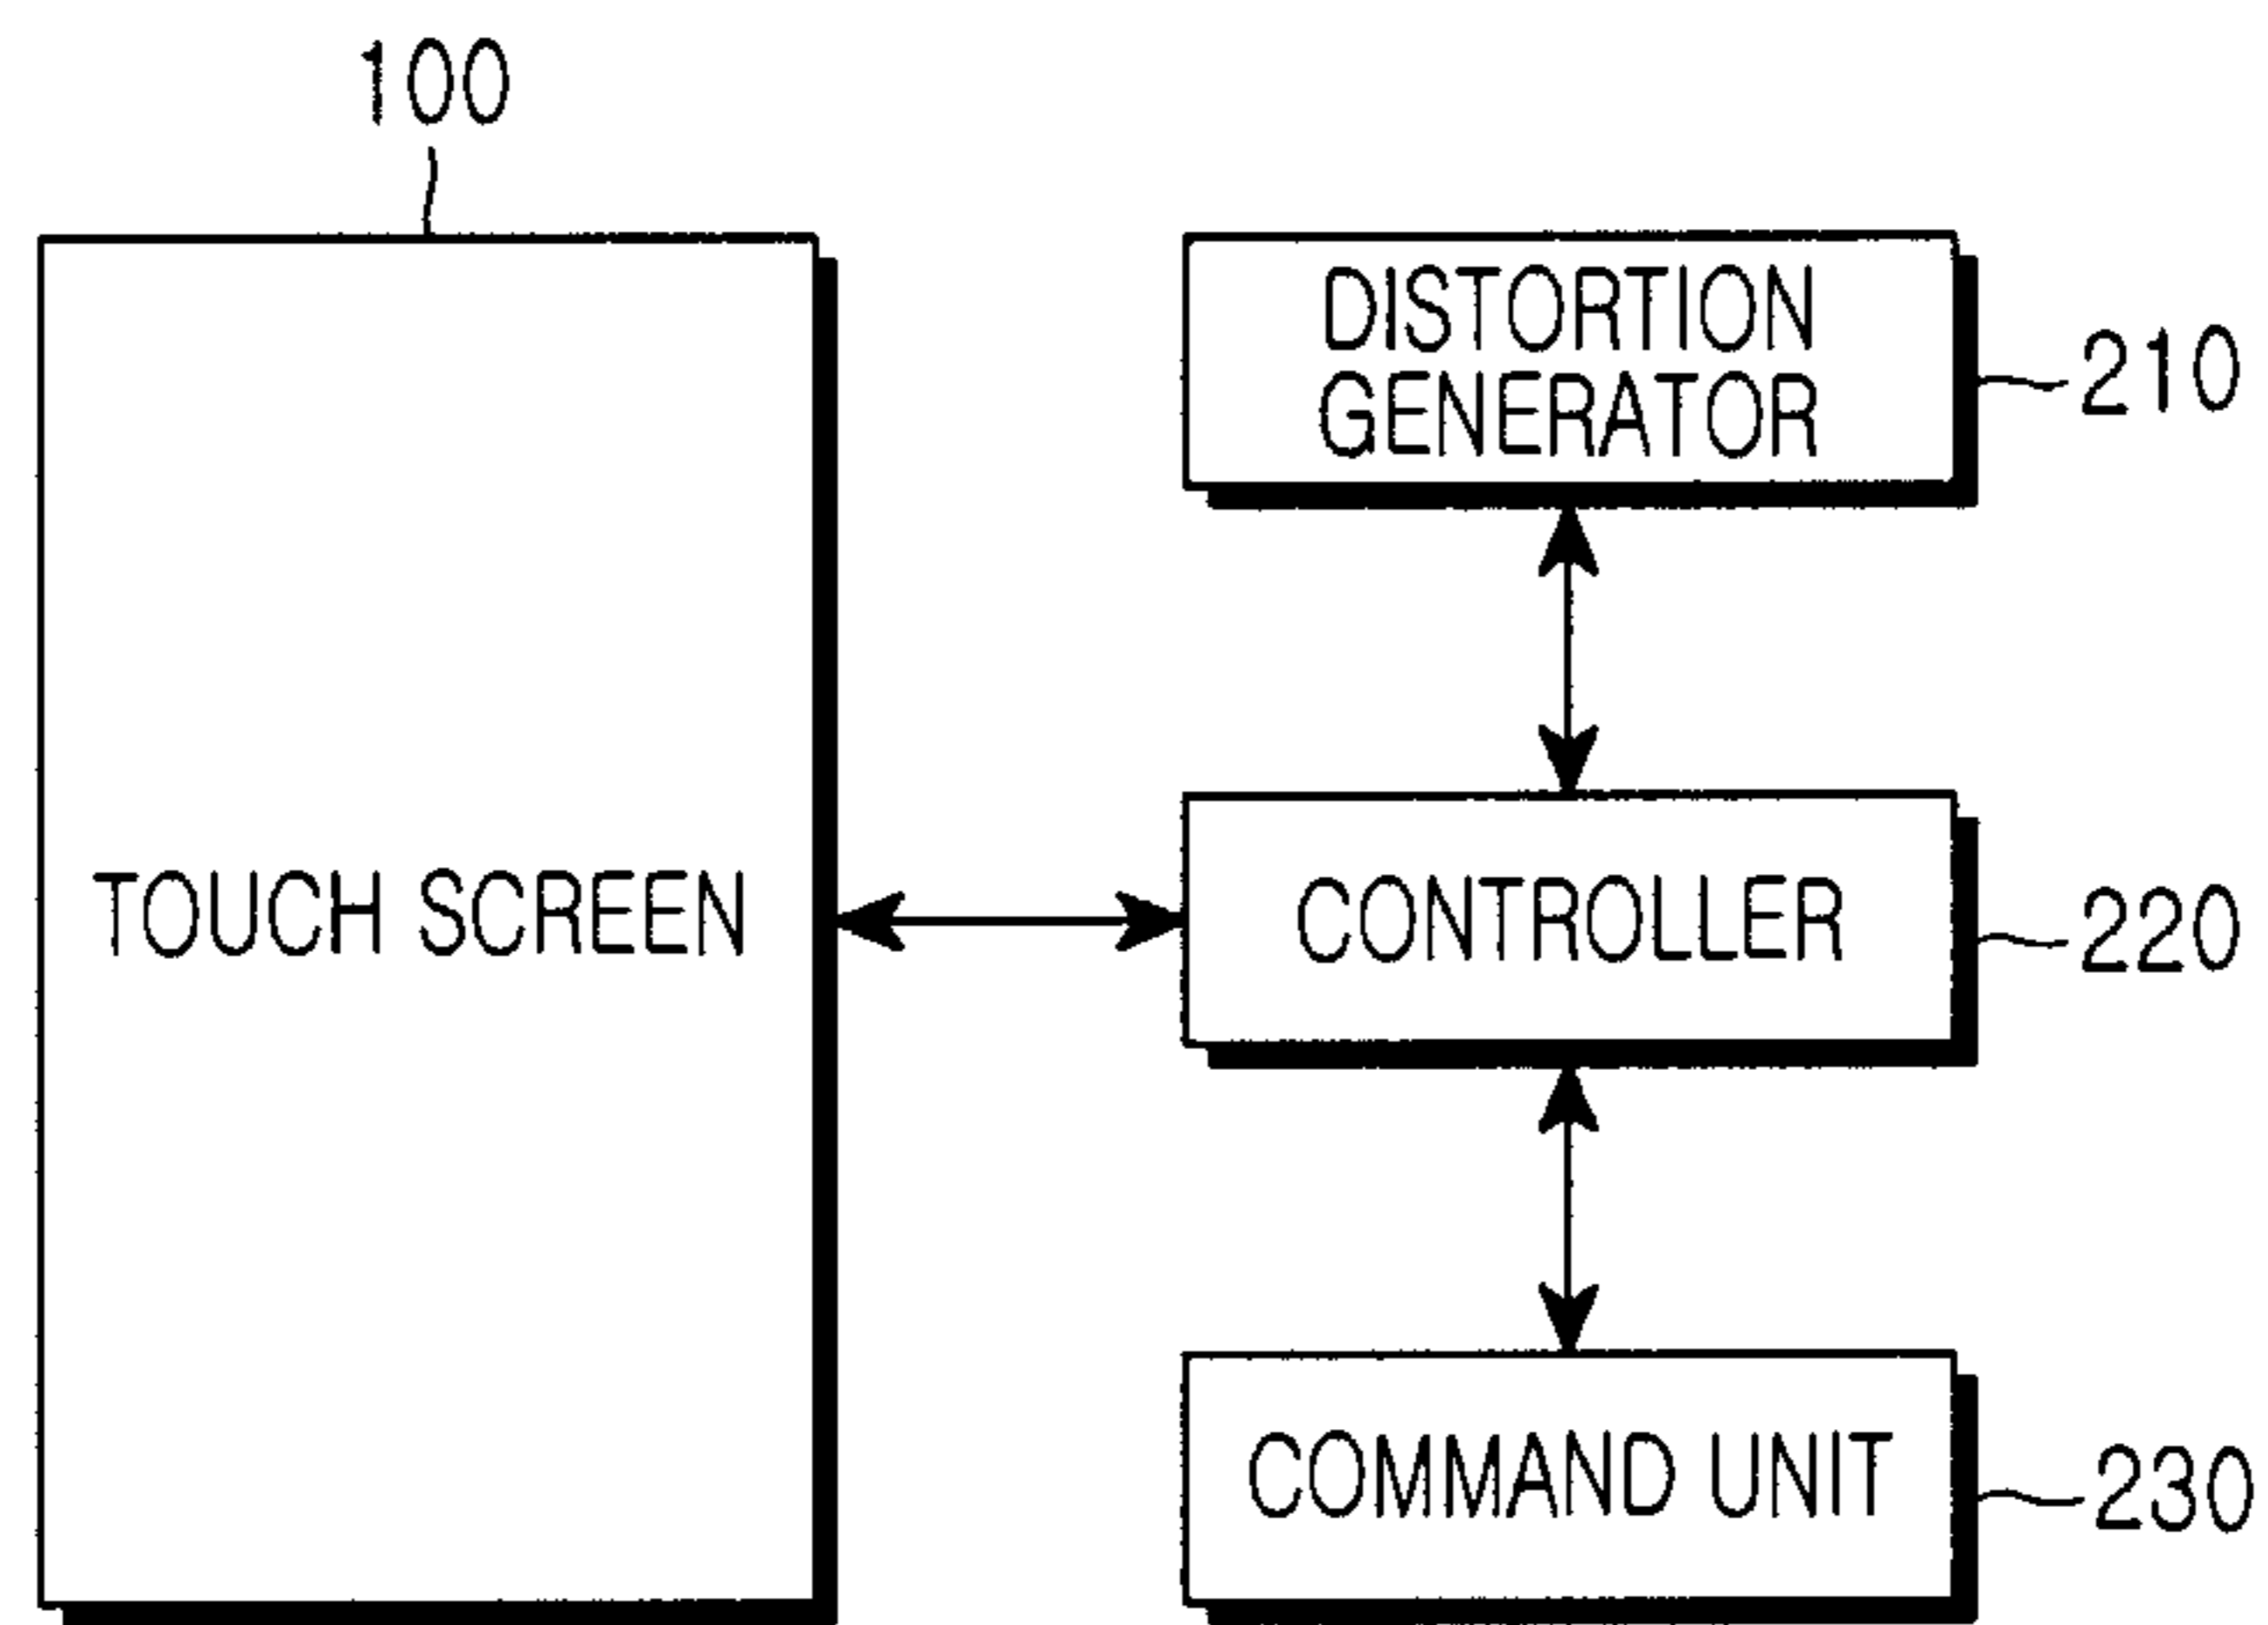 100
DISTORTION
GENERATOR
210
TOUCH SCREEN
CONTROLLER
220
COMMAND UNIT
230